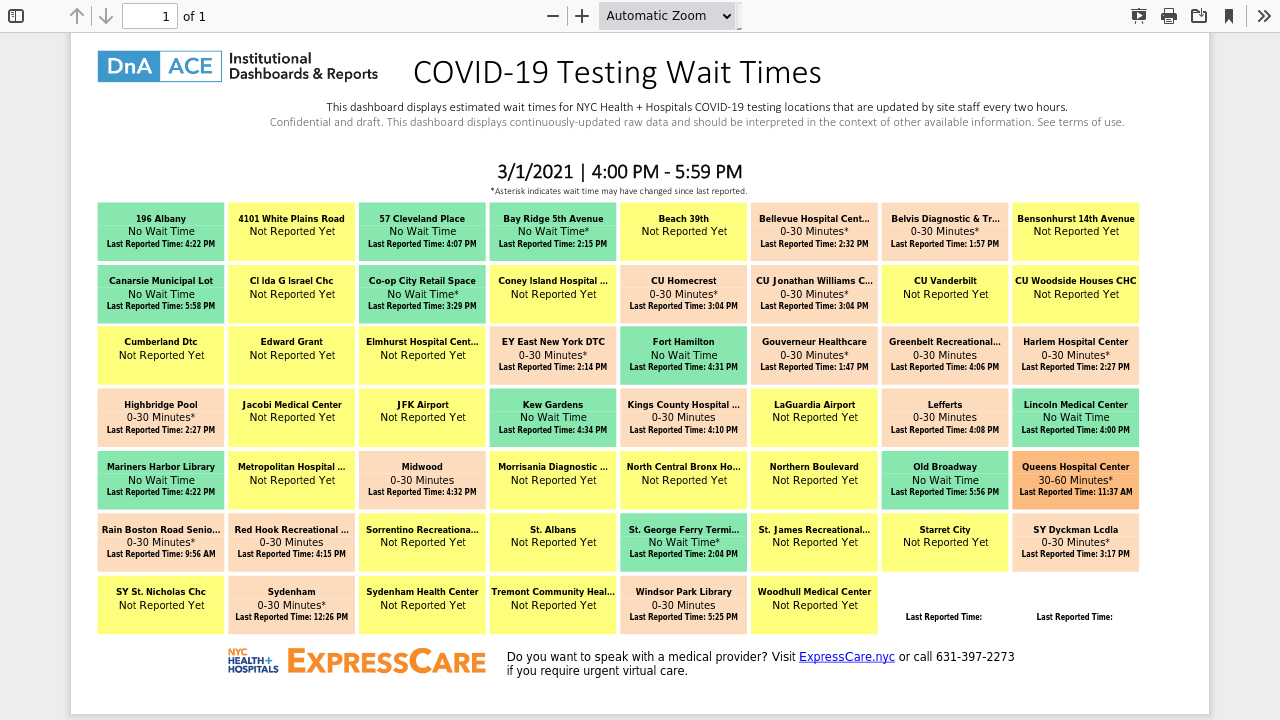 1 of 1 Automatic Zoom
DnA ACE Institutional
Dashboards & Reports
COVID-19 Testing Wait Times
This dashboard displays estimated wait times for NYC Health + Hospitals COVID-19 testing locations that are updated by site staff every two hours.
Confidential and draft. This dashboard displays continuously-updated raw data and should be interpreted in the context of other available information. See terms of use.
3/1/2021 | 4:00 PM - 5:59 PM
*Asterisk indicates wait time may have changed since last reported.
196 Albany
No Wait Time
Last Reported Time: 4:22 PM
4101 White Plains Road
Not Reported Yet
57 Cleveland Place
No Wait Time
Last Reported Time: 4:07 PM
Bay Ridge 5th Avenue
No Wait Time*
Last Reported Time: 2:15 PM
Beach 39th
Not Reported Yet
Bellevue Hospital Cent...
0-30 Minutes*
Last Reported Time: 2:32 PM
Belvis Diagnostic & Tr...
0-30 Minutes*
Last Reported Time: 1:57 PM
Bensonhurst 14th Avenue
Not Reported Yet
Canarsie Municipal Lot
No Wait Time
Last Reported Time: 5:58 PM
Cl Ida G Israel Chc
Not Reported Yet
Co-op City Retail Space
No Wait Time*
Last Reported Time: 3:29 PM
Coney Island Hospital ...
Not Reported Yet
CU Homecrest
0-30 Minutes*
Last Reported Time: 3:04 PM
CU Jonathan Williams C...
0-30 Minutes*
Last Reported Time: 3:04 PM
CU Vanderbilt
Not Reported Yet
CU Woodside Houses CHC
Not Reported Yet
Cumberland Dtc
Not Reported Yet
Edward Grant
Not Reported Yet
Elmhurst Hospital Cent...
Not Reported Yet
EY East New York DTC
0-30 Minutes*
Last Reported Time: 2:14 PM
Fort Hamilton
No Wait Time
Last Reported Time: 4:31 PM
Gouverneur Healthcare
0-30 Minutes*
Last Reported Time: 1:47 PM
Greenbelt Recreational...
0-30 Minutes
Last Reported Time: 4:06 PM
Harlem Hospital Center
0-30 Minutes*
Last Reported Time: 2:27 PM
Highbridge Pool
0-30 Minutes*
Last Reported Time: 2:27 PM
Jacobi Medical Center
Not Reported Yet
JFK Airport
Not Reported Yet
Kew Gardens
No Wait Time
Last Reported Time: 4:34 PM
Kings County Hospital ...
0-30 Minutes
Last Reported Time: 4:10 PM
LaGuardia Airport
Not Reported Yet
Lefferts
0-30 Minutes
Last Reported Time: 4:08 PM
Lincoln Medical Center
No Wait Time
Last Reported Time: 4:00 PM
Mariners Harbor Library
No Wait Time
Last Reported Time: 4:22 PM
Metropolitan Hospital ...
Not Reported Yet
Midwood
0-30 Minutes
Last Reported Time: 4:32 PM
Morrisania Diagnostic ...
Not Reported Yet
North Central Bronx Ho...
Not Reported Yet
Northern Boulevard
Not Reported Yet
Old Broadway
No Wait Time
Last Reported Time: 5:56 PM
Queens Hospital Center
30-60 Minutes*
Last Reported Time: 11:37 AM
Rain Boston Road Senio...
0-30 Minutes*
Last Reported Time: 9:56 AM
Red Hook Recreational ...
0-30 Minutes
Last Reported Time: 4:15 PM
Sorrentino Recreationa...
Not Reported Yet
St. Albans
Not Reported Yet
St. George Ferry Termi...
No Wait Time*
Last Reported Time: 2:04 PM
St. James Recreational...
Not Reported Yet
Starret City
Not Reported Yet
SY Dyckman Lcdla
0-30 Minutes*
Last Reported Time: 3:17 PM
SY St. Nicholas Chc
Not Reported Yet
Sydenham
0-30 Minutes*
Last Reported Time: 12:26 PM
Sydenham Health Center
Not Reported Yet
Tremont Community Heal...
Not Reported Yet
Windsor Park Library
0-30 Minutes
Last Reported Time: 5:25 PM
Woodhull Medical Center
Not Reported Yet
Last Reported Time:
Last Reported Time:
NYC
HEALTH+
HOSPITALS
EXPRESSCARE
Do you want to speak with a medical provider? Visit ExpressCare.nyc or call 631-397-2273
if you require urgent virtual care.